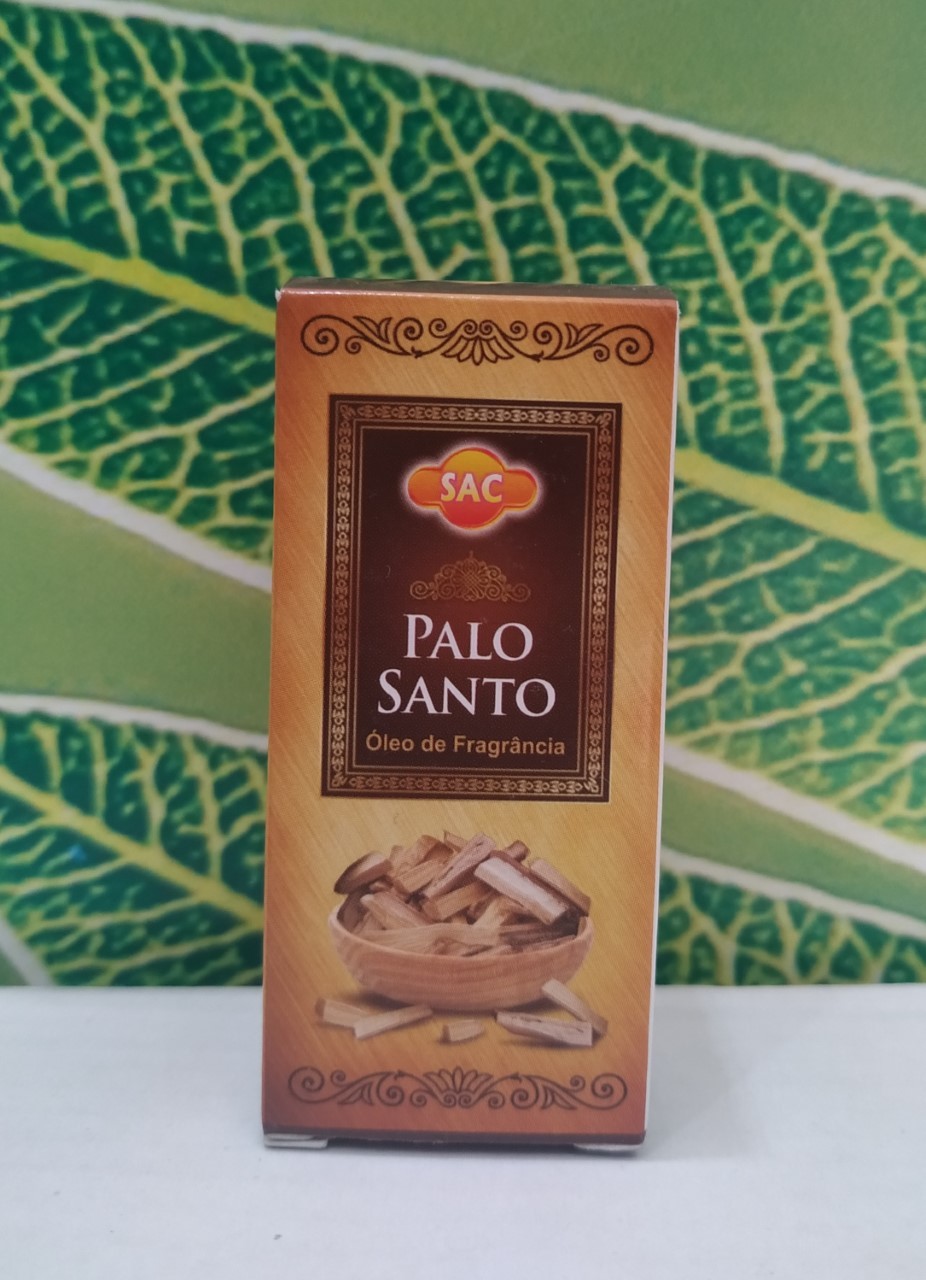 SAC
PALO
SANTO
Óleo de Fragrância